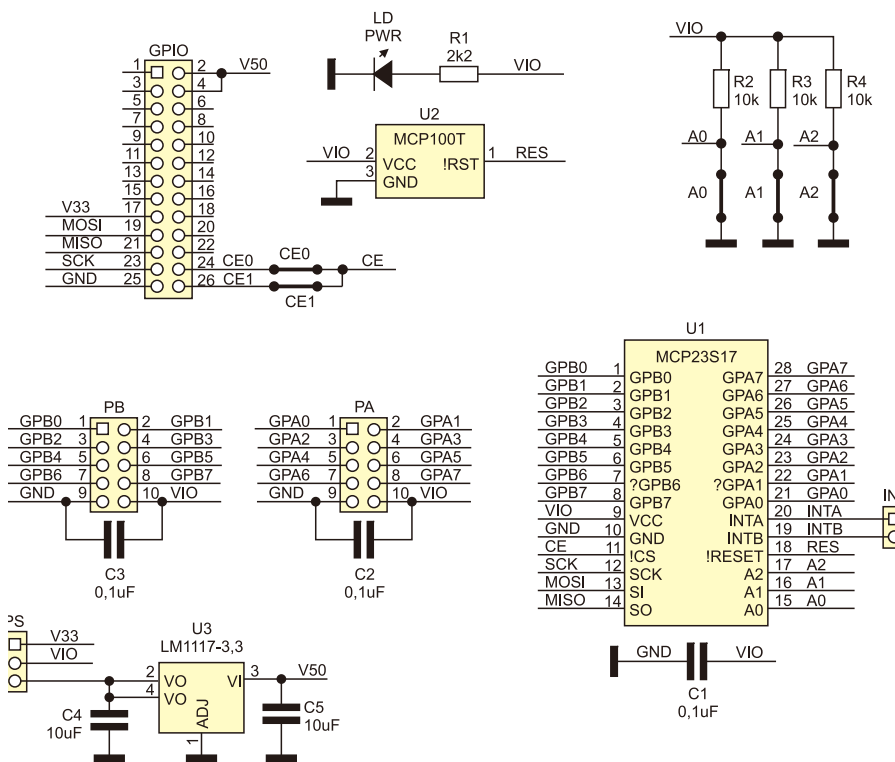 GPIO
1 2 V50
3 4
5 6
7 8
9 10
11 12
13 14
15 16
V33 17 18
MOSI 19 20
MISO 21 22
SCK 23 24 CE0 CE0 CE
GND 25 26 CE1 CE1
LD
PWR
R1
2k2
VIO
U2
MCP100T
VIO 2 VCC !RST 1 RES
3 GND
VIO
R2 10k
R3 10k
R4 10k
A0 A1 A2
A0 A1 A2
PB
GPB0 1 2 GPB1
GPB2 3 4 GPB3
GPB4 5 6 GPB5
GPB6 7 8 GPB7
GND 9 10 VIO
C3
0,1uF
PA
GPA0 1 2 GPA1
GPA2 3 4 GPA3
GPA4 5 6 GPA5
GPA6 7 8 GPA7
GND 9 10 VIO
C2
0,1uF
U1
MCP23S17
GPB0 1 GPB0 GPA7 28 GPA7
GPB1 2 GPB1 GPA6 27 GPA6
GPB2 3 GPB2 GPA5 26 GPA5
GPB3 4 GPB3 GPA4 25 GPA4
GPB4 5 GPB4 GPA3 24 GPA3
GPB5 6 GPB5 GPA2 23 GPA2
GPB6 7 ?GPB6 ?GPA1 22 GPA1
GPB7 8 GPB7 GPA0 21 GPA0
VIO 9 VCC INTA 20 INTA
GND 10 GND INTB 19 INTB
CE 11 !CS !RESET 18 RES
SCK 12 SCK A2 17 A2
MOSI 13 SI A1 16 A1
MISO 14 SO A0 15 A0
GND VIO
C1
0,1uF
PS
V33
VIO
U3
LM1117-3,3
2 VO VI 3 V50
4 VO
ADJ
1
C4
10uF
C5
10uF